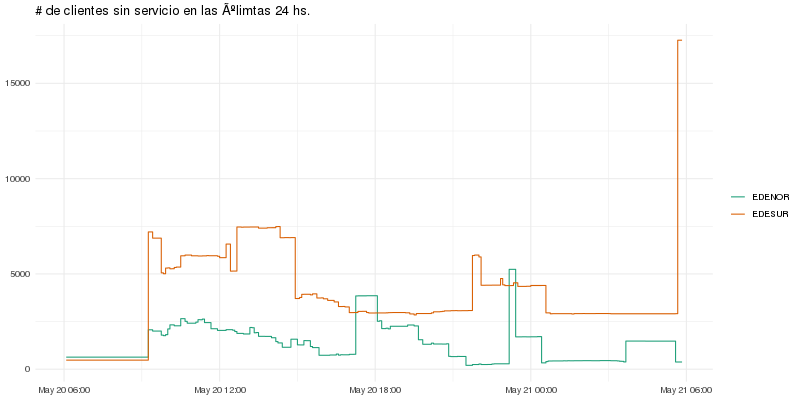 # de clientes sin servicio en las Ãºlimtas 24 hs.
15000
10000
5000
0
May 20 06:00
May 20 12:00
May 20 18:00
May 21 00:00
May 21 06:00
EDENOR
EDESUR